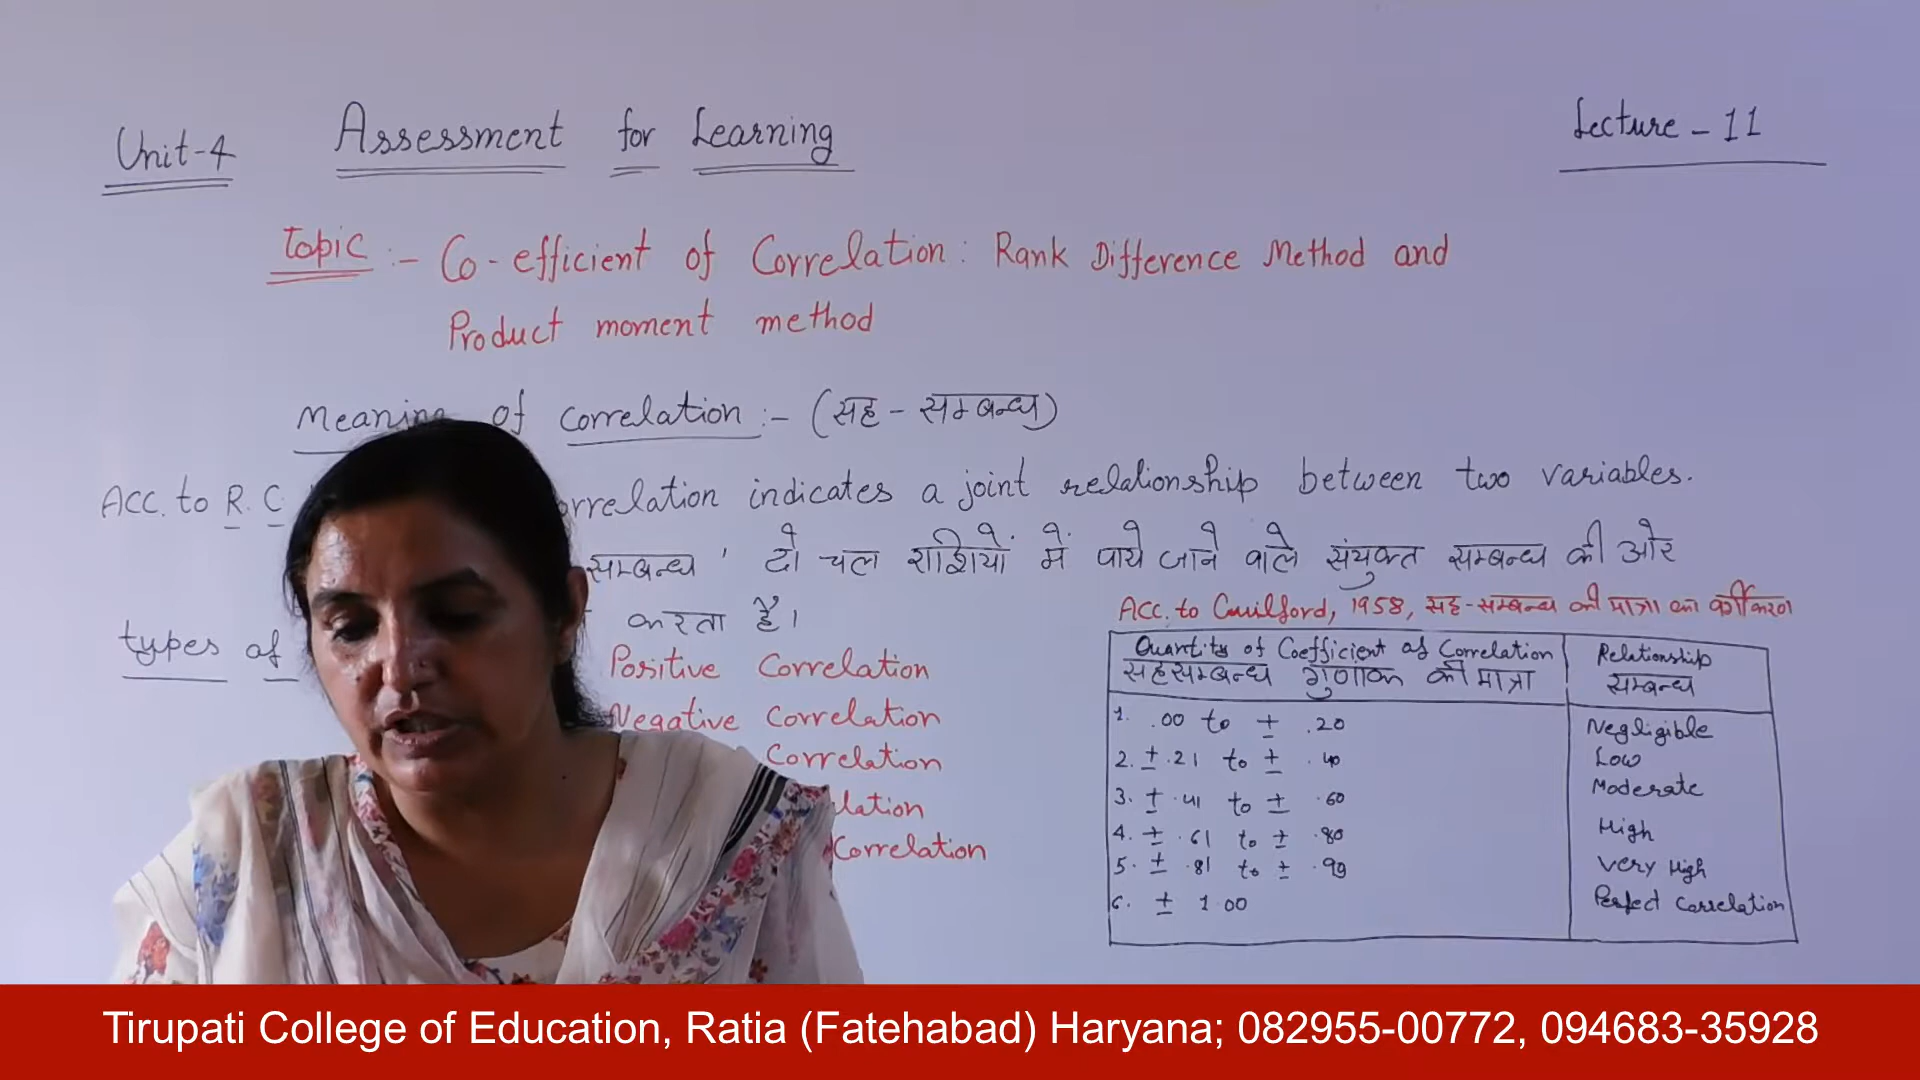 Unit-4 Assessment for Learning Lecture - 11
Topic :- Co-efficient of Correlation : Rank Difference Method and
Product moment method
Meaning of Correlation :- (सह - सम्बन्ध)
Acc. to R. C. orrelation indicates a joint relationship between two variables.
सम्बन्ध ' दो चल राशियों में पाये जाने वाले संयुक्त सम्बन्ध की ओर
करता है।
types of
Positive Correlation
Negative Correlation
Correlation
lation
Correlation
Acc. to Guilford, 1958, सह-सम्बन्ध की मात्रा का
Quantity of Coefficient of Correlation Relationship
सहसम्बन्ध गुणांक की मात्रा सम्बन्ध
1. .00 to ± .20 Negligible
2. ± .21 to ± .40 Low
3. ± .41 to ± .60 Moderate
4. ± .61 to ± .80 High
5. ± .81 to ± .99 Very High
6. ± 1.00 Perfect Correlation
Tirupati College of Education, Ratia (Fatehabad) Haryana; 082955-00772, 094683-35928